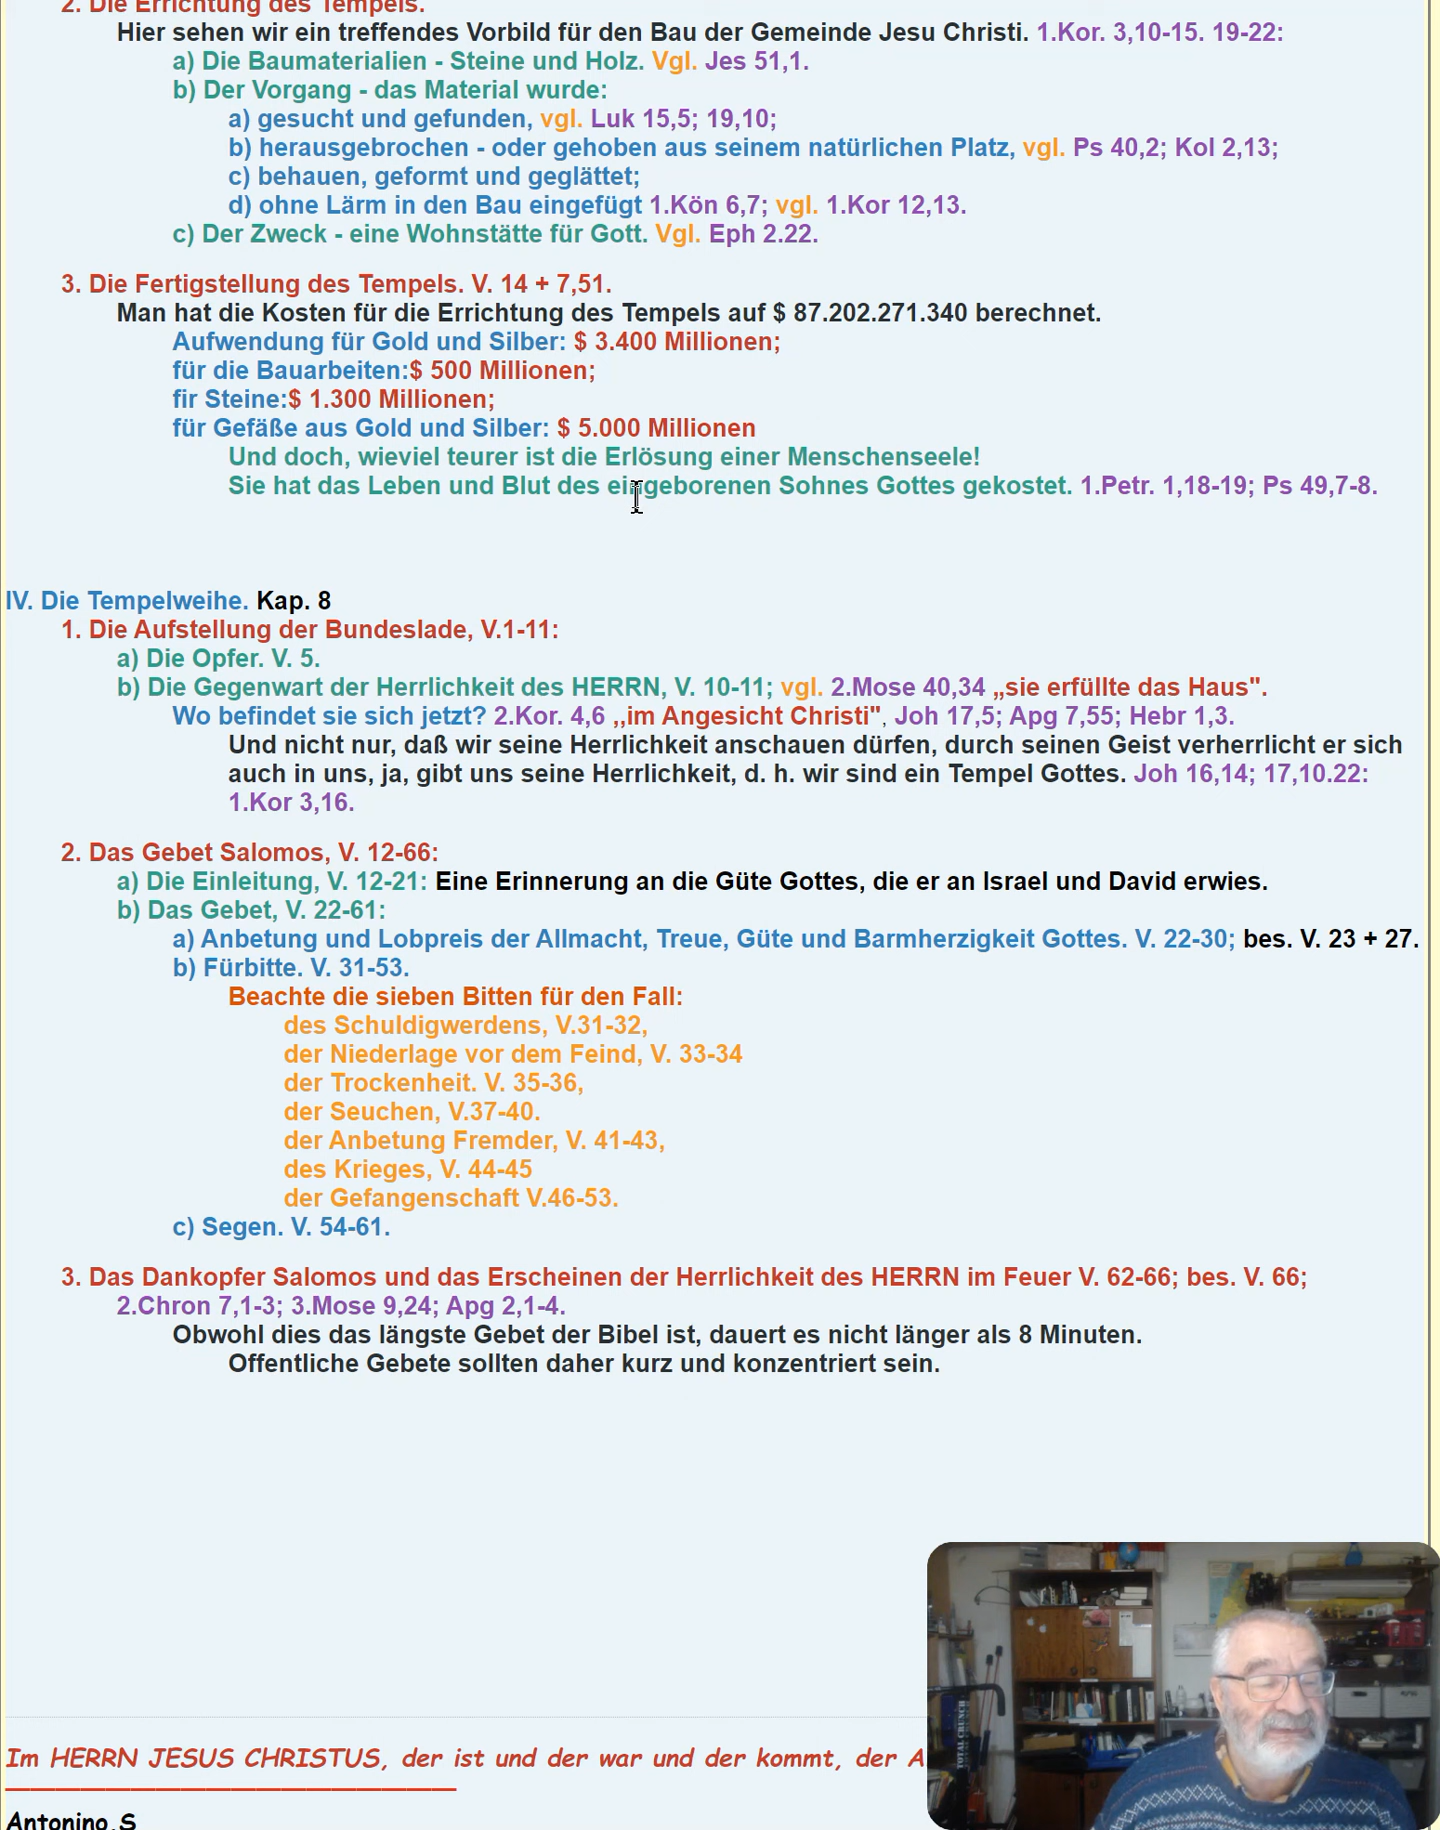 2. Die Errichtung des Tempels.
Hier sehen wir ein treffendes Vorbild für den Bau der Gemeinde Jesu Christi. 1.Kor. 3,10-15. 19-22:
a) Die Baumaterialien - Steine und Holz. Vgl. Jes 51,1.
b) Der Vorgang - das Material wurde:
a) gesucht und gefunden, vgl. Luk 15,5; 19,10;
b) herausgebrochen - oder gehoben aus seinem natürlichen Platz, vgl. Ps 40,2; Kol 2,13;
c) behauen, geformt und geglättet;
d) ohne Lärm in den Bau eingefügt 1.Kön 6,7; vgl. 1.Kor 12,13.
c) Der Zweck - eine Wohnstätte für Gott. Vgl. Eph 2.22.
3. Die Fertigstellung des Tempels. V. 14 + 7,51.
Man hat die Kosten für die Errichtung des Tempels auf $ 87.202.271.340 berechnet.
Aufwendung für Gold und Silber: $ 3.400 Millionen;
für die Bauarbeiten:$ 500 Millionen;
fir Steine:$ 1.300 Millionen;
für Gefäße aus Gold und Silber: $ 5.000 Millionen
Und doch, wieviel teurer ist die Erlösung einer Menschenseele!
Sie hat das Leben und Blut des eingeborenen Sohnes Gottes gekostet. 1.Petr. 1,18-19; Ps 49,7-8.
IV. Die Tempelweihe. Kap. 8
1. Die Aufstellung der Bundeslade, V.1-11:
a) Die Opfer. V. 5.
b) Die Gegenwart der Herrlichkeit des HERRN, V. 10-11; vgl. 2.Mose 40,34 „sie erfüllte das Haus".
Wo befindet sie sich jetzt? 2.Kor. 4,6 ,,im Angesicht Christi", Joh 17,5; Apg 7,55; Hebr 1,3.
Und nicht nur, daß wir seine Herrlichkeit anschauen dürfen, durch seinen Geist verherrlicht er sich
auch in uns, ja, gibt uns seine Herrlichkeit, d. h. wir sind ein Tempel Gottes. Joh 16,14; 17,10.22:
1.Kor 3,16.
2. Das Gebet Salomos, V. 12-66:
a) Die Einleitung, V. 12-21: Eine Erinnerung an die Güte Gottes, die er an Israel und David erwies.
b) Das Gebet, V. 22-61:
a) Anbetung und Lobpreis der Allmacht, Treue, Güte und Barmherzigkeit Gottes. V. 22-30; bes. V. 23 + 27.
b) Fürbitte. V. 31-53.
Beachte die sieben Bitten für den Fall:
des Schuldigwerdens, V.31-32,
der Niederlage vor dem Feind, V. 33-34
der Trockenheit. V. 35-36,
der Seuchen, V.37-40.
der Anbetung Fremder, V. 41-43,
des Krieges, V. 44-45
der Gefangenschaft V.46-53.
c) Segen. V. 54-61.
3. Das Dankopfer Salomos und das Erscheinen der Herrlichkeit des HERRN im Feuer V. 62-66; bes. V. 66;
2.Chron 7,1-3; 3.Mose 9,24; Apg 2,1-4.
Obwohl dies das längste Gebet der Bibel ist, dauert es nicht länger als 8 Minuten.
Offentliche Gebete sollten daher kurz und konzentriert sein.
Im HERRN JESUS CHRISTUS, der ist und der war und der kommt, der A
Antonino.S
TOTAL CRUNCH